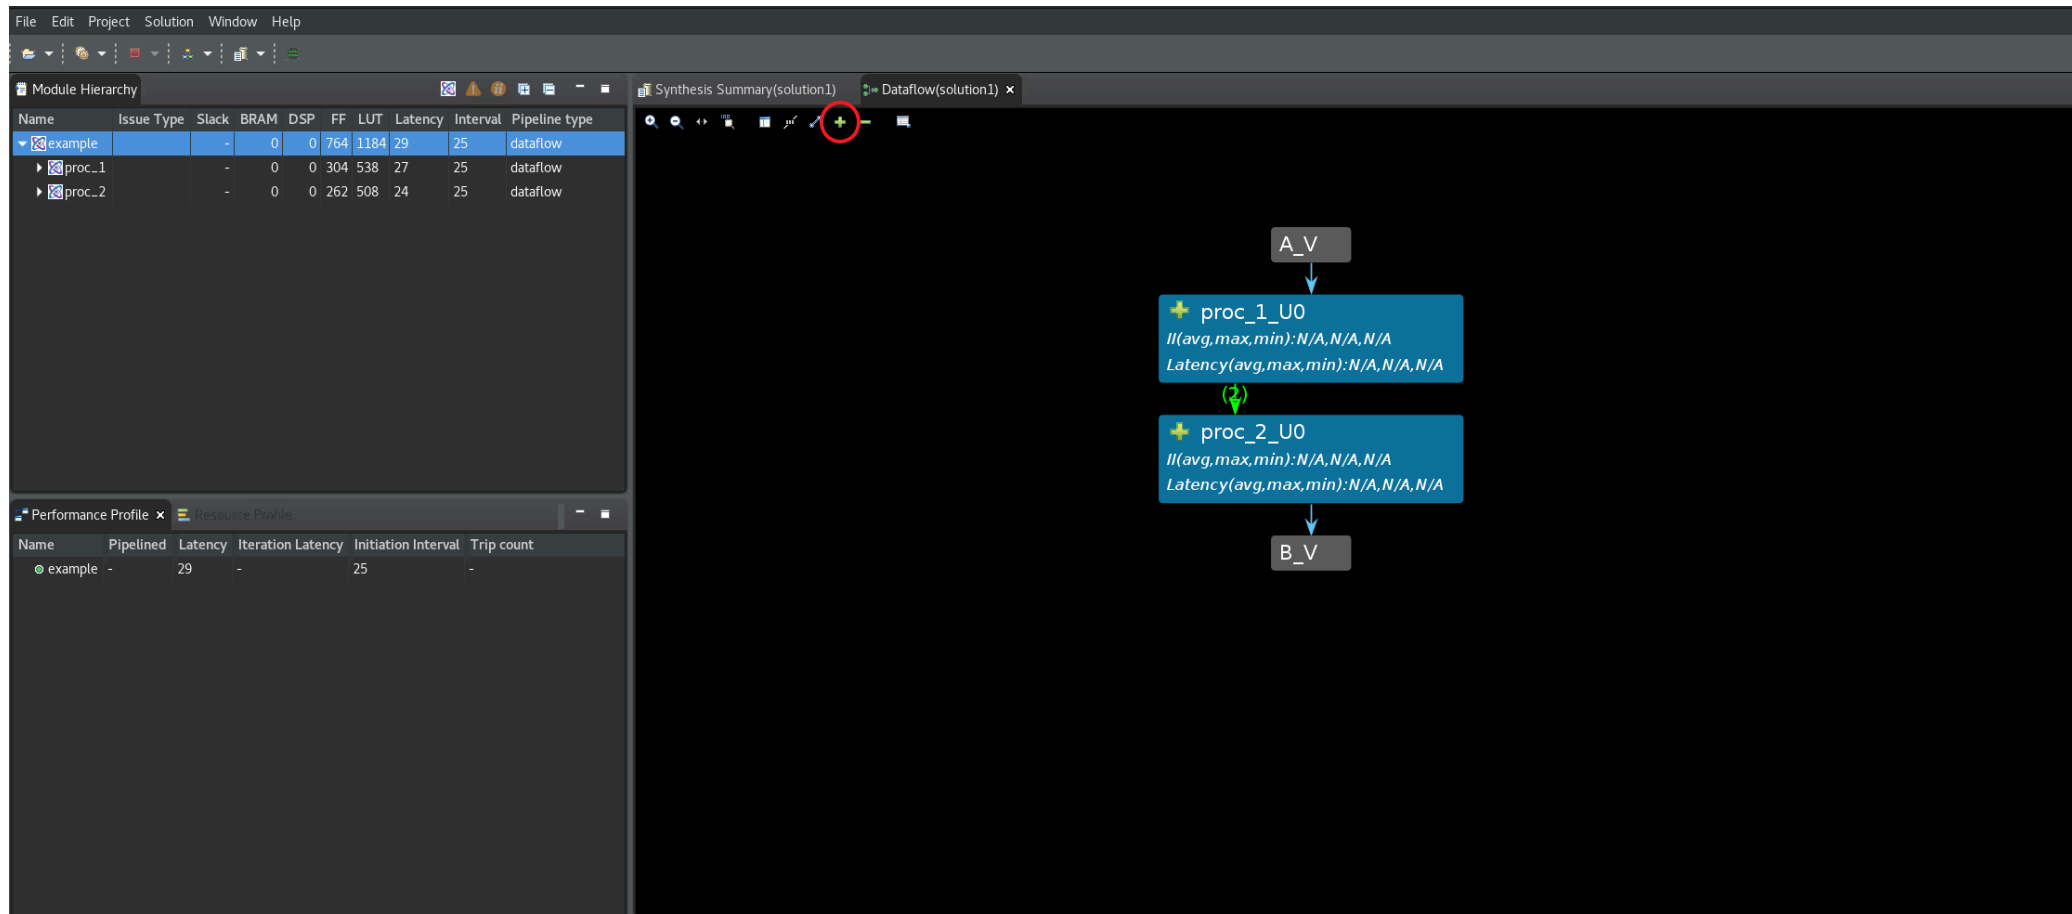 File Edit Project Solution Window Help
Module Hierarchy
Name Issue Type Slack BRAM DSP FF LUT Latency Interval Pipeline type
example - 0 0 764 1184 29 25 dataflow
proc_1 - 0 0 304 538 27 25 dataflow
proc_2 - 0 0 262 508 24 25 dataflow
Performance Profile Resource Profile
Name Pipelined Latency Iteration Latency Initiation Interval Trip count
example - 29 - 25 -
Synthesis Summary(solution1) Dataflow(solution1)
A_V
proc_1_U0
II(avg,max,min):N/A,N/A,N/A
Latency(avg,max,min):N/A,N/A,N/A
(2)
proc_2_U0
II(avg,max,min):N/A,N/A,N/A
Latency(avg,max,min):N/A,N/A,N/A
B_V